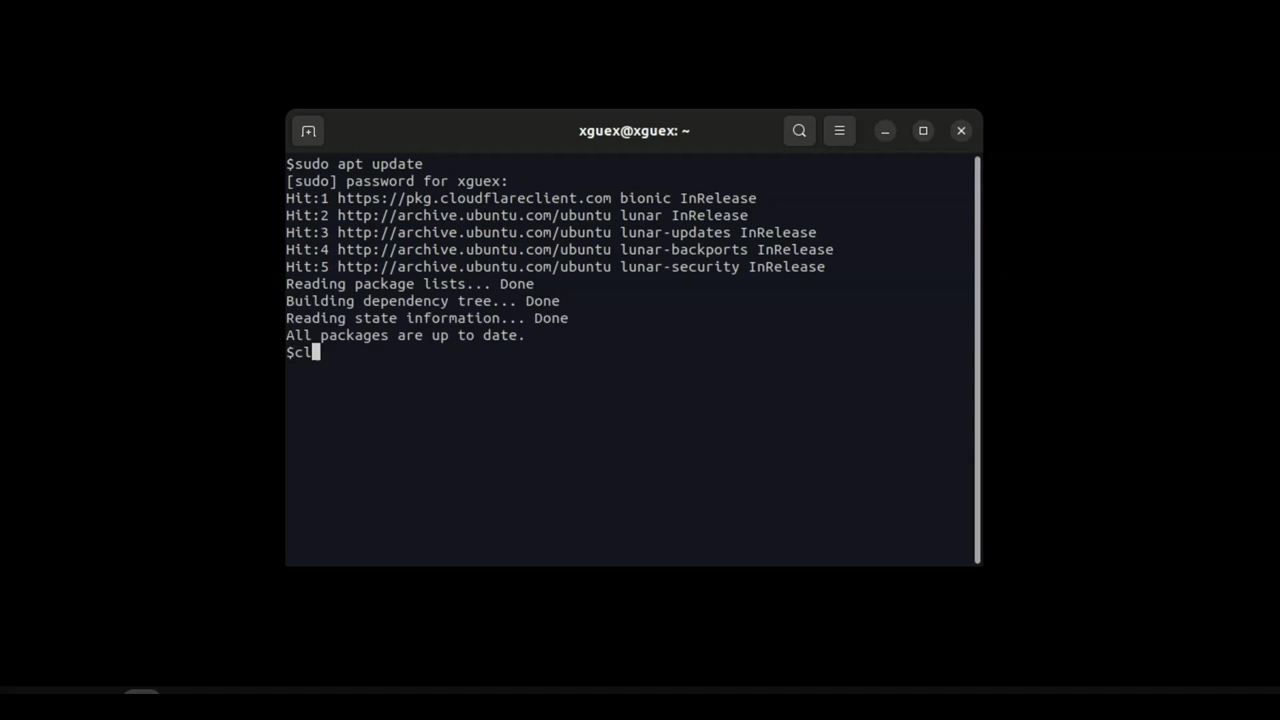 xguex@xguex: ~
$sudo apt update
[sudo] password for xguex:
Hit:1 https://pkg.cloudflareclient.com bionic InRelease
Hit:2 http://archive.ubuntu.com/ubuntu lunar InRelease
Hit:3 http://archive.ubuntu.com/ubuntu lunar-updates InRelease
Hit:4 http://archive.ubuntu.com/ubuntu lunar-backports InRelease
Hit:5 http://archive.ubuntu.com/ubuntu lunar-security InRelease
Reading package lists... Done
Building dependency tree... Done
Reading state information... Done
All packages are up to date.
$cl